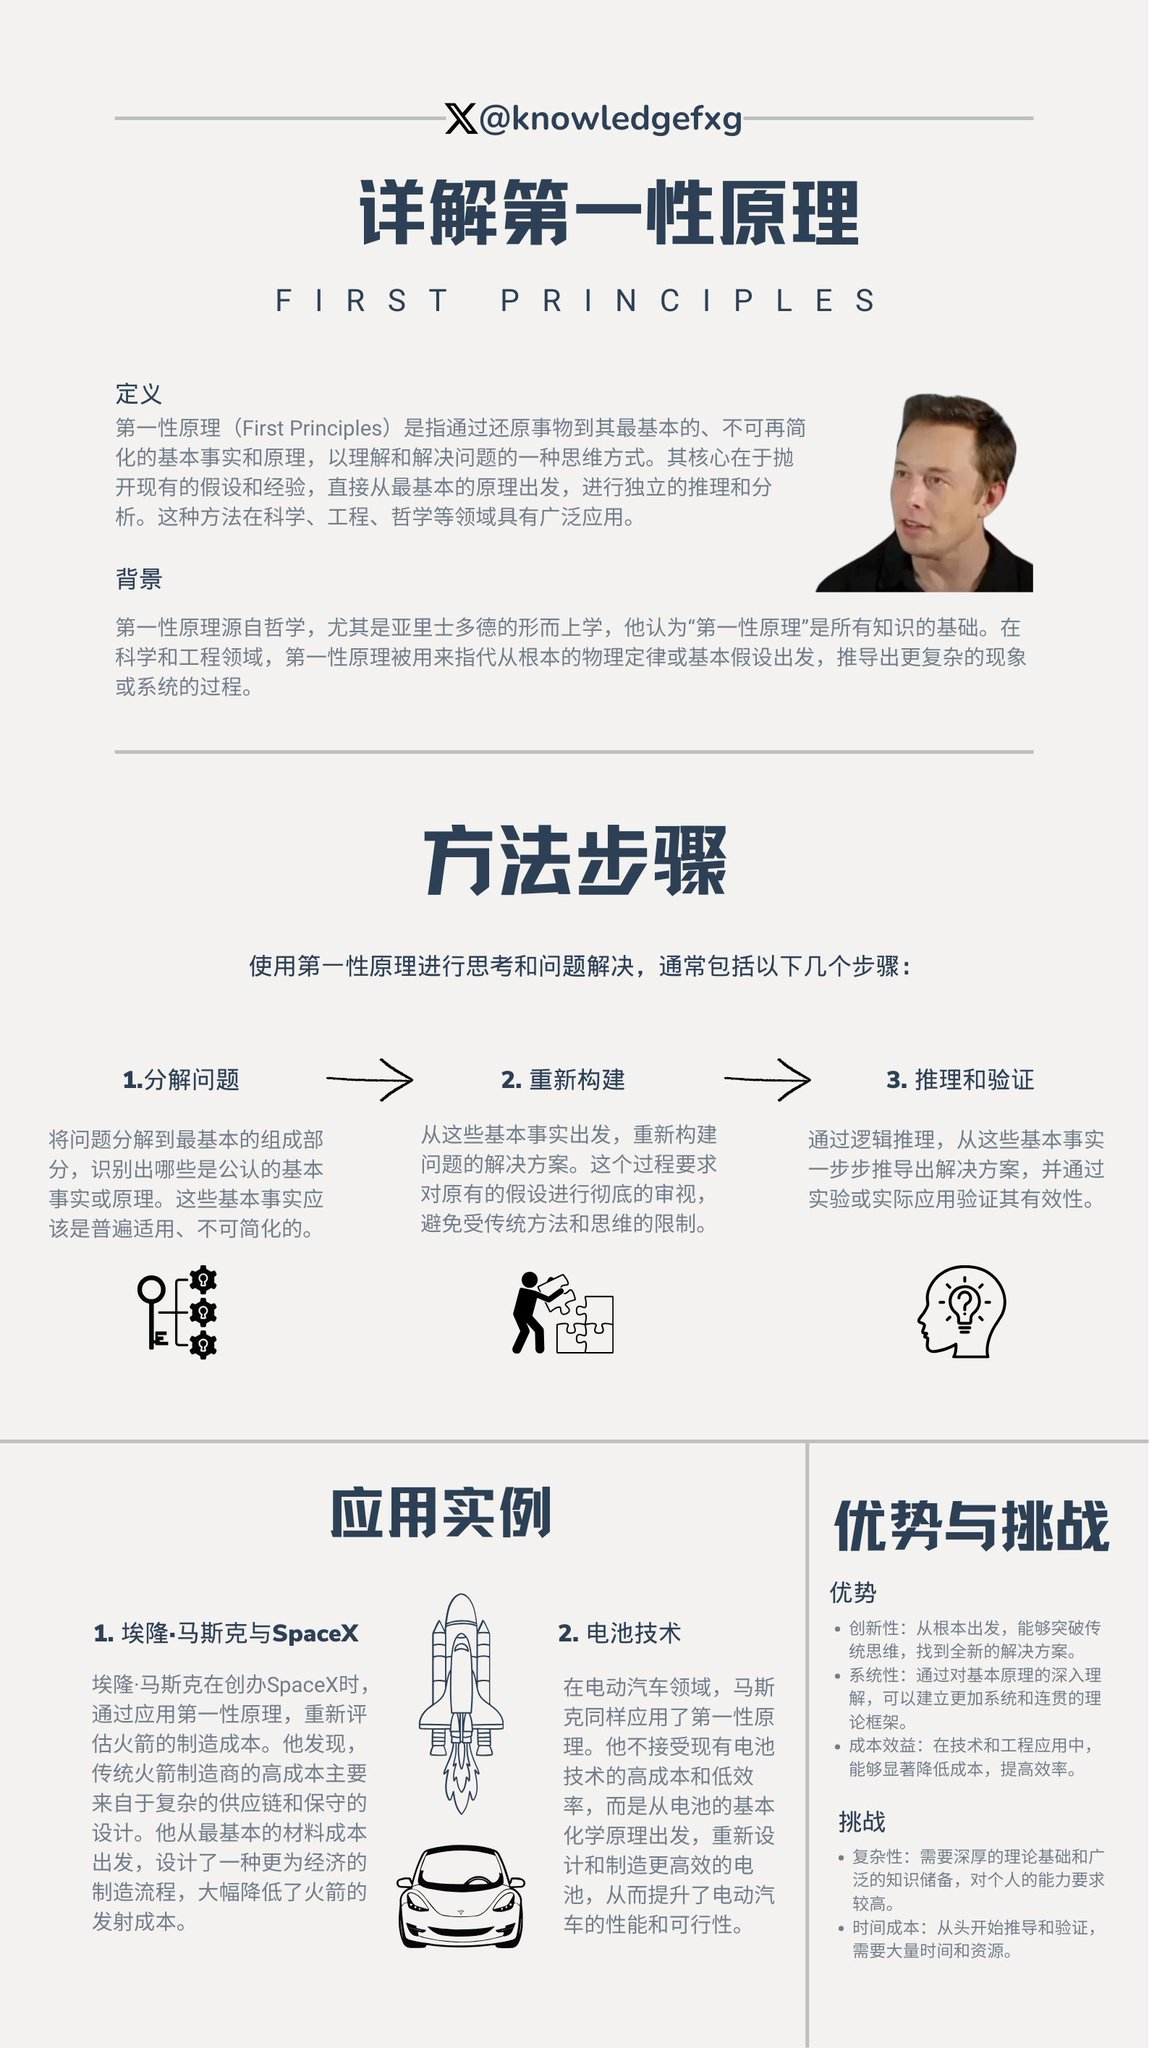 X@knowledgefxg
详解第一性原理
FIRST PRINCIPLES
定义
第一性原理（First Principles）是指通过还原事物到其最基本的、不可再简
化的基本事实和原理，以理解和解决问题的一种思维方式。其核心在于抛
开现有的假设和经验，直接从最基本的原理出发，进行独立的推理和分
析。这种方法在科学、工程、哲学等领域具有广泛应用。
背景
第一性原理源自哲学，尤其是亚里士多德的形而上学，他认为“第一性原理”是所有知识的基础。在
科学和工程领域，第一性原理被用来指代从根本的物理定律或基本假设出发，推导出更复杂的现象
或系统的过程。
方法步骤
使用第一性原理进行思考和问题解决，通常包括以下几个步骤：
1.分解问题
将问题分解到最基本的组成部
分，识别出哪些是公认的基本
事实或原理。这些基本事实应
该是普遍适用、不可简化的。
2. 重新构建
从这些基本事实出发，重新构建
问题的解决方案。这个过程要求
对原有的假设进行彻底的审视，
避免受传统方法和思维的限制。
3. 推理和验证
通过逻辑推理，从这些基本事实
一步步推导出解决方案，并通过
实验或实际应用验证其有效性。
应用实例
1. 埃隆·马斯克与SpaceX
埃隆·马斯克在创办SpaceX时，
通过应用第一性原理，重新评
估火箭的制造成本。他发现，
传统火箭制造商的高成本主要
来自于复杂的供应链和保守的
设计。他从最基本的材料成本
出发，设计了一种更为经济的
制造流程，大幅降低了火箭的
发射成本。
2. 电池技术
在电动汽车领域，马斯
克同样应用了第一性原
理。他不接受现有电池
技术的高成本和低效
率，而是从电池的基本
化学原理出发，重新设
计和制造更高效的电
池，从而提升了电动汽
车的性能和可行性。
优势与挑战
优势
• 创新性：从根本出发，能够突破传
统思维，找到全新的解决方案。
• 系统性：通过对基本原理的深入理
解，可以建立更加系统和连贯的理
论框架。
• 成本效益：在技术和工程应用中，
能够显著降低成本，提高效率。
挑战
• 复杂性：需要深厚的理论基础和广
泛的知识储备，对个人的能力要求
较高。
• 时间成本：从头开始推导和验证，
需要大量时间和资源。